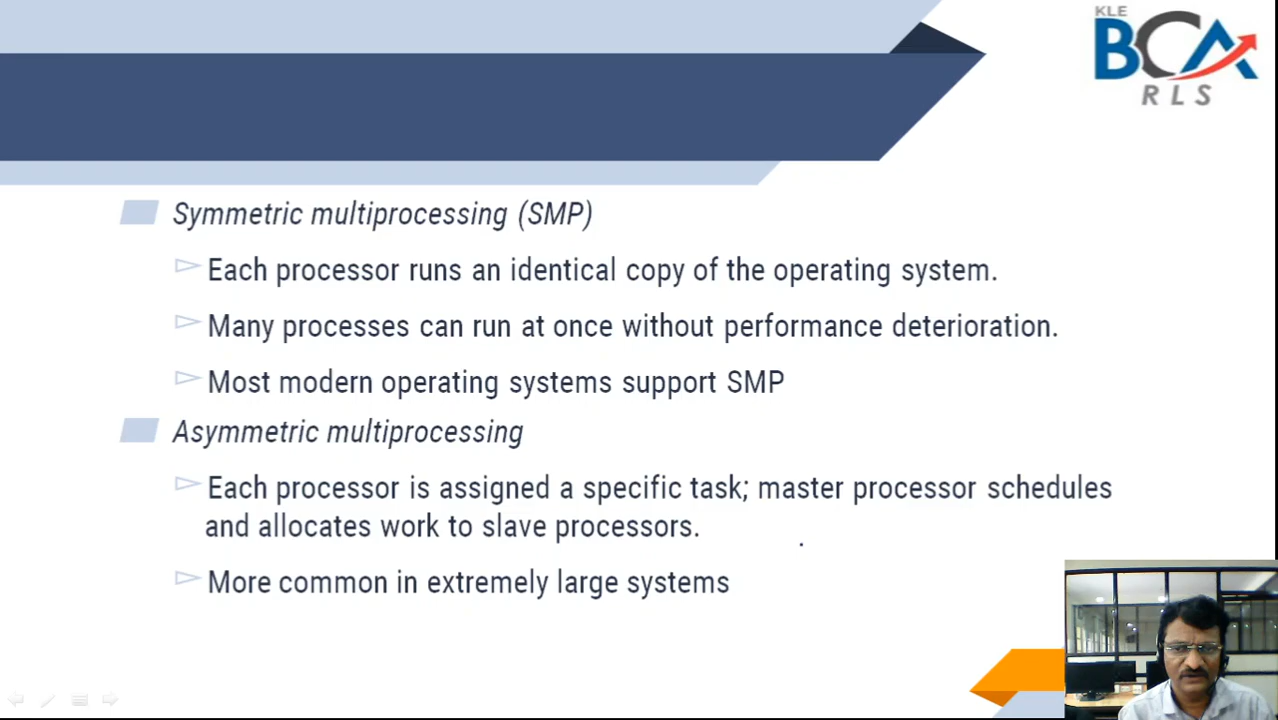 KLE
BCA
RLS
Symmetric multiprocessing (SMP)
Each processor runs an identical copy of the operating system.
Many processes can run at once without performance deterioration.
Most modern operating systems support SMP
Asymmetric multiprocessing
Each processor is assigned a specific task; master processor schedules
and allocates work to slave processors.
More common in extremely large systems